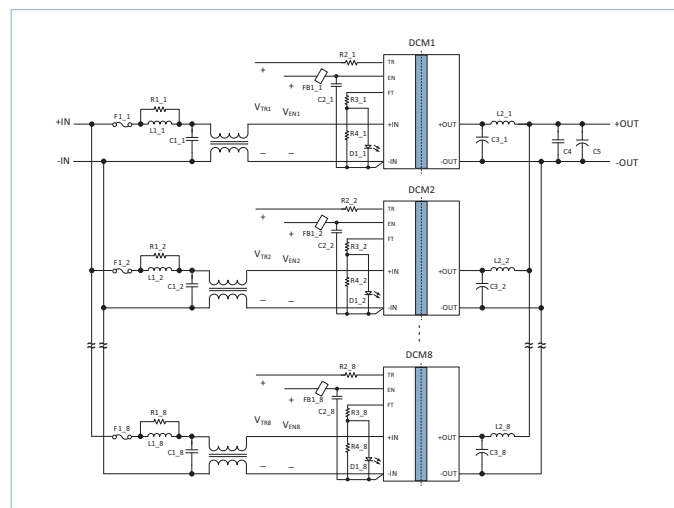 DCM1
R2_1
TR
+
EN
+
FB1_1
C2_1
FT
R3_1
R1_1
VTR1
VEN1
F1_1
L1_1
+IN
+IN
+OUT
L2_1
+OUT
C1_1
R4_1
C3_1
C4
C5
D1_1
-IN
– –
-IN
-OUT
-OUT
DCM2
R2_2
TR
+
EN
+
FB1_2
C2_2
FT
R3_2
R1_2
VTR2
VEN2
F1_2
L1_2
+IN
+OUT
L2_2
C1_2
R4_2
C3_2
D1_2
– –
-IN
-OUT
DCM8
R2_8
TR
+
EN
+
FB1_8
C2_8
FT
R3_8
R1_8
VTR8
VEN8
F1_8
L1_8
+IN
+OUT
L2_8
C1_8
R4_8
C3_8
D1_8
– –
-IN
-OUT